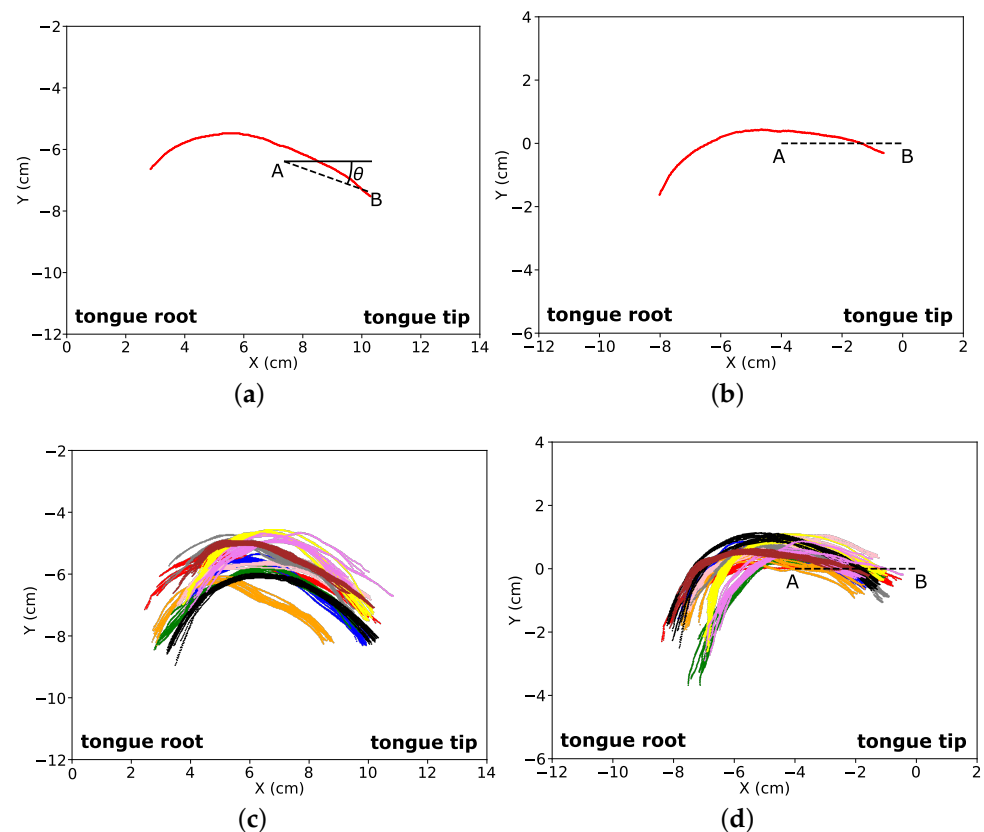 −2
−4
−6
−8
−10
−12
Y (cm)
A
θ
B
tongue root
tongue tip
0 2 4 6 8 10 12 14
X (cm)
(a)
4
2
0
−2
−4
−6
Y (cm)
A
B
tongue root
tongue tip
−12 −10 −8 −6 −4 −2 0 2
X (cm)
(b)
−2
−4
−6
−8
−10
−12
Y (cm)
tongue root
tongue tip
0 2 4 6 8 10 12 14
X (cm)
(c)
4
2
0
−2
−4
−6
Y (cm)
A
B
tongue root
tongue tip
−12 −10 −8 −6 −4 −2 0 2
X (cm)
(d)